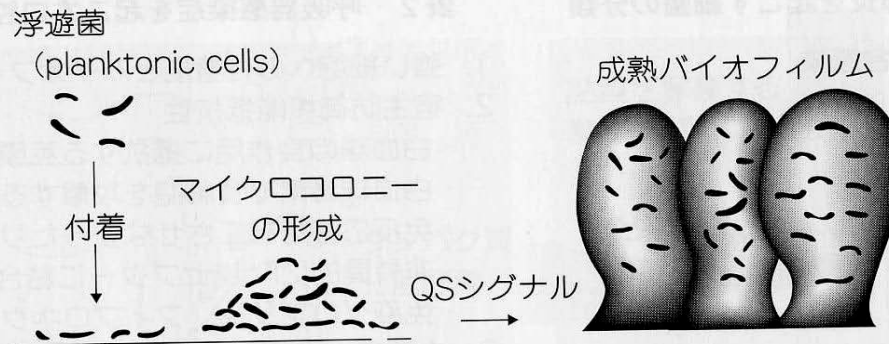 浮遊菌
(planktonic cells)
付着
マイクロコロニー
の形成
QSシグナル
成熟バイオフィルム